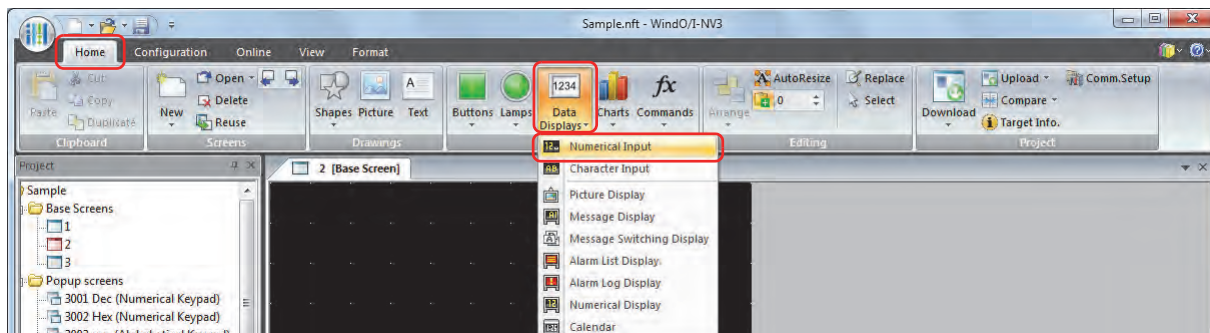 Sample.nft - WindO/I-NV3
Home Configuration Online View Format
Cut Open Delete Reuse
Paste Copy Duplicate New
Shapes Picture Text Buttons Lamps 1234 Data Displays Charts fx Commands Arrange
AutoResize 0 Replace Select Download Upload Compare Target Info. Comm.Setup
Clipboard Screens Drawings Editing Project
Project 2 [Base Screen]
Sample
Base Screens
1
2
3
Popup screens
3001 Dec (Numerical Keypad)
3002 Hex (Numerical Keypad)
Numerical Input
Character Input
Picture Display
Message Display
Message Switching Display
Alarm List Display
Alarm Log Display
Numerical Display
Calendar